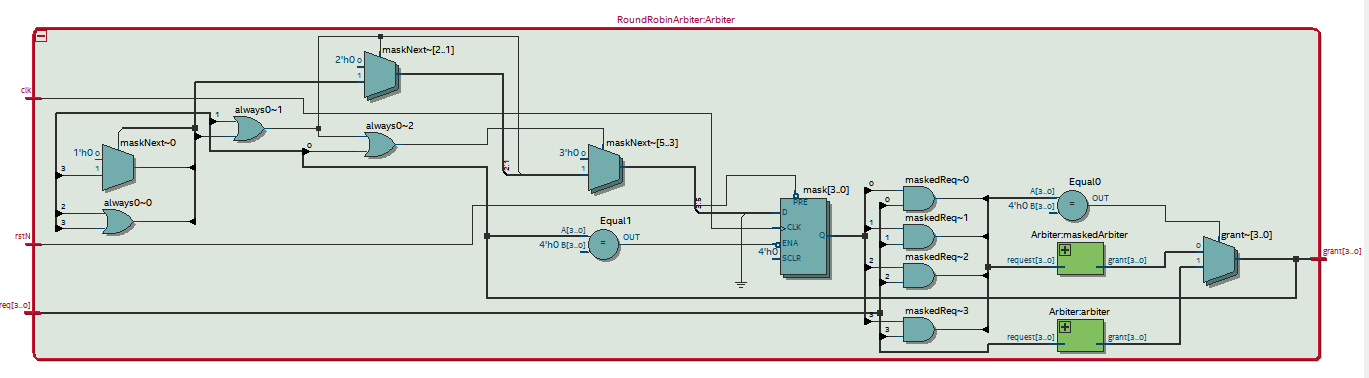 RoundRobinArbiter:Arbiter
maskNext~[2..1]
2'h0 0
1
clk
always0~1
1
always0~2
0
maskNext~0
1'h0 0
1
3
maskNext~[5..3]
3'h0 0
1
2:1
always0~0
2
3
3:5
mask[3..0]
PRE
D
CLK
ENA
4'h0
SCLR
Q
rstN
Equal1
A[3..0]
4'h0 B[3..0]
=
OUT
maskedReq~0
0
0
maskedReq~1
1
1
maskedReq~2
2
2
maskedReq~3
3
3
Equal0
A[3..0]
4'h0 B[3..0]
=
OUT
Arbiter:maskedArbiter
request[3..0]
grant[3..0]
grant~[3..0]
0
1
grant[3..0]
req[3..0]
Arbiter:arbiter
request[3..0]
grant[3..0]